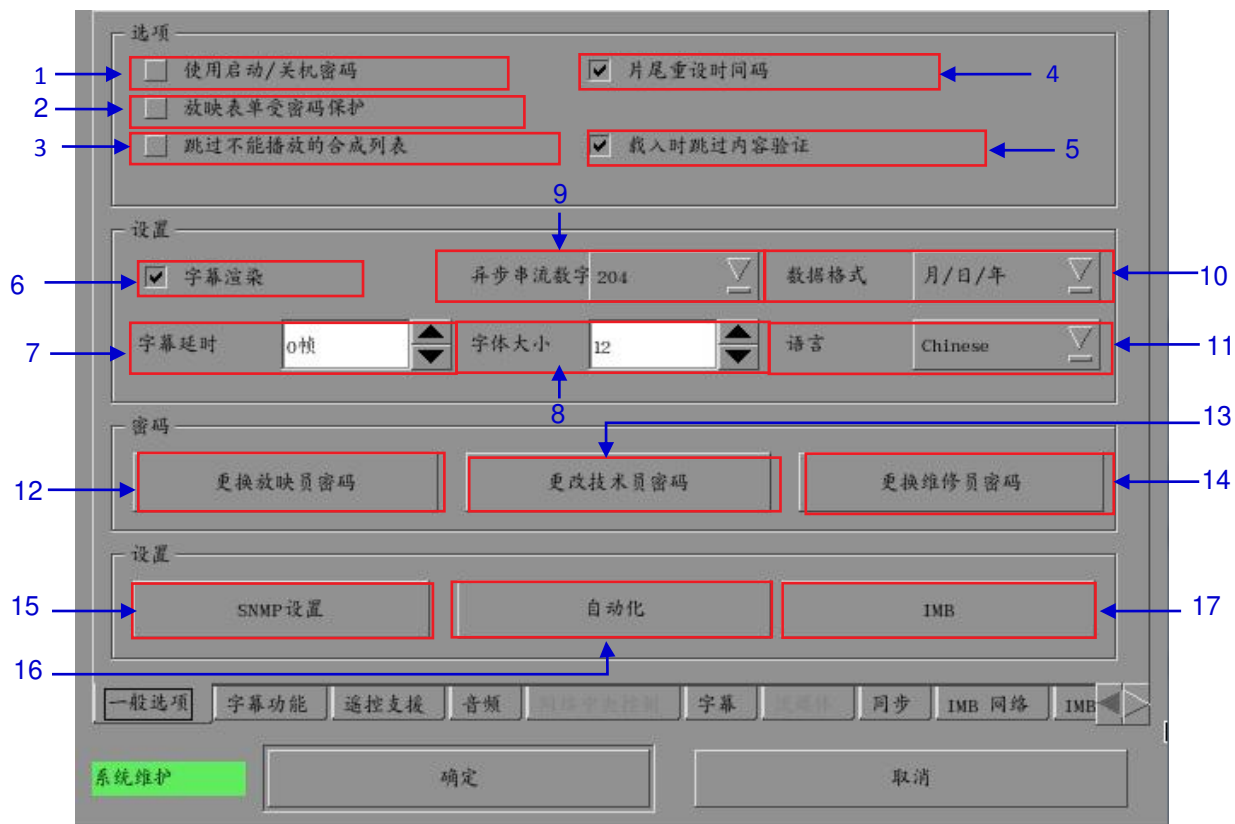 选项
1 使用启动/关机密码 片尾重设时间码 4
2 放映表单受密码保护
3 跳过不能播放的合成列表 载入时跳过内容验证 5
9
设置
6 字幕渲染 异步串流数字 204 数据格式 月/日/年 10
7 字幕延时 0帧 字体大小 12 语言 Chinese 11
8
密码 13
12 更换放映员密码 更改技术员密码 更换维修员密码 14
设置
15 SNMP设置 自动化 IMB 17
16
一般选项 字幕功能 遥控支援 音频 字幕 同步 IMB 网络 IMB
系统维护 确定 取消